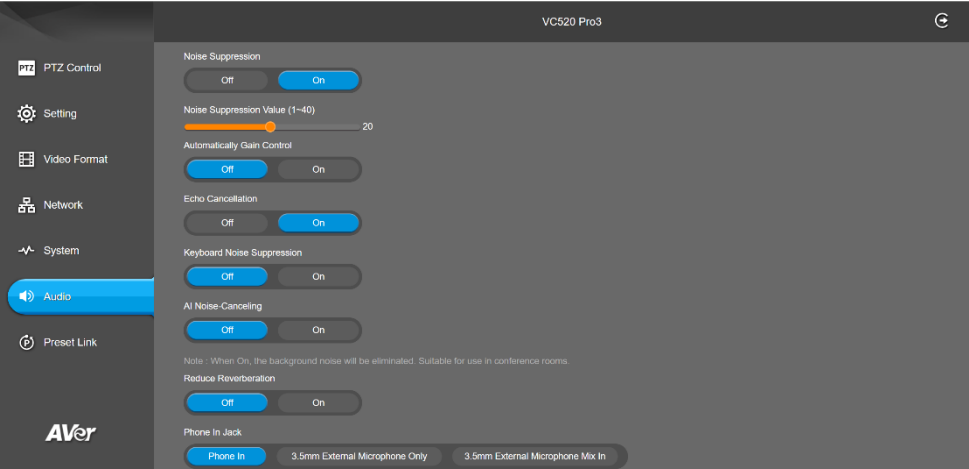 VC520 Pro3
PTZ PTZ Control
Setting
Video Format
Network
System
Audio
Preset Link
AVer
Noise Suppression
Off On
Noise Suppression Value (1~40)
20
Automatically Gain Control
Off On
Echo Cancellation
Off On
Keyboard Noise Suppression
Off On
AI Noise-Canceling
Off On
Note : When On, the background noise will be eliminated. Suitable for use in conference rooms.
Reduce Reverberation
Off On
Phone In Jack
Phone In 3.5mm External Microphone Only 3.5mm External Microphone Mix In